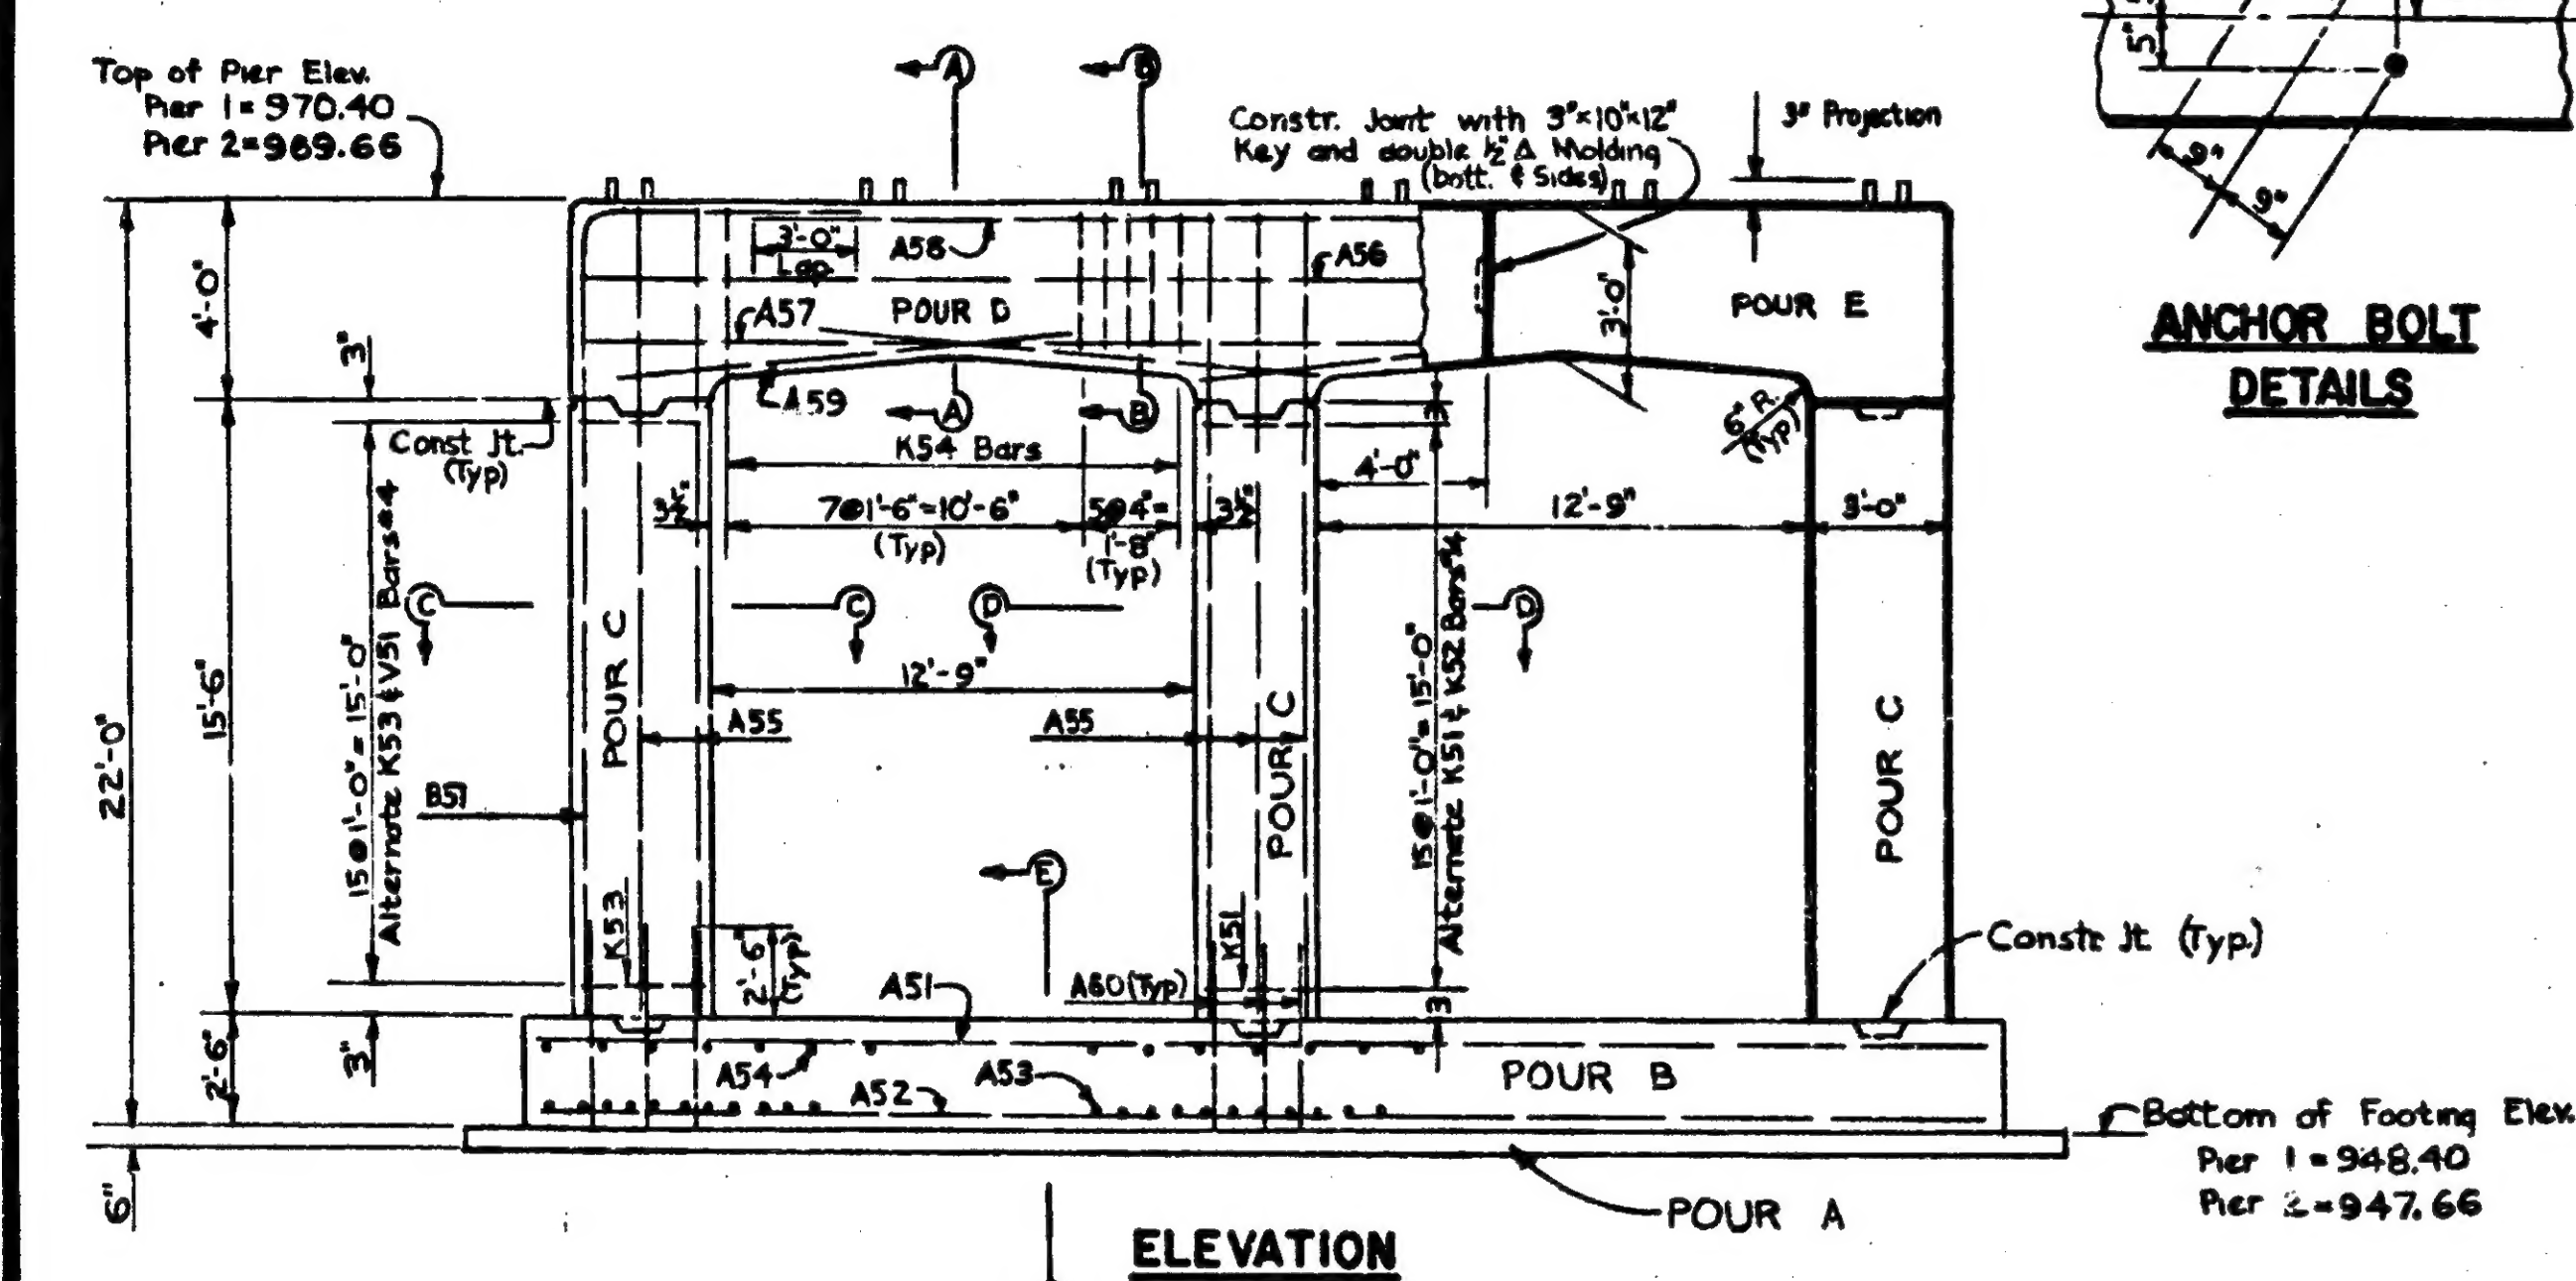 Top of Pier Elev.
Pier 1 = 970.40
Pier 2 = 969.66
A
B
Constr. Joint with 3"×10"×12"
Key and double ½" Δ Molding
(bott. & Sides)
3" Projection
5"
9"
9"
ANCHOR BOLT
DETAILS
3'-0"
Lap
A58
A56
A57
POUR D
3'-0"
POUR E
4'-0"
3"
A59
A
B
3"
6" R.
(Typ)
Const Jt.
(Typ)
K54 Bars
4'-0"
3½"
7@1'-6"=10'-6"
(Typ)
5@4"=
1'-8"
(Typ)
3½"
12'-9"
3'-0"
C
C
D
D
15@1'-0"=15'-0"
Alternate K53 & V51 Bars #4
POUR C
12'-9"
15@1'-0"=15'-0"
Alternate K51 & K52 Bars #4
POUR C
POUR C
22'-0"
15'-6"
A55
A55
B51
E
K53
2'-6"
(Typ)
K51
A51
A60 (Typ)
3
Constr. Jt. (Typ.)
2'-6"
3"
A54
A52
A53
POUR B
Bottom of Footing Elev.
Pier 1 = 948.40
Pier 2 = 947.66
6"
POUR A
ELEVATION